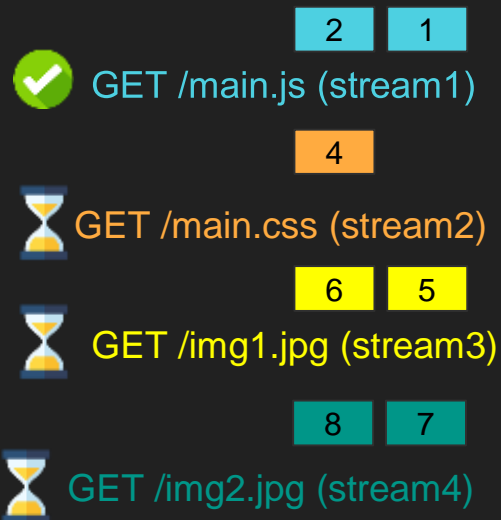 2 1
GET /main.js (stream1)
4
GET /main.css (stream2)
6 5
GET /img1.jpg (stream3)
8 7
GET /img2.jpg (stream4)